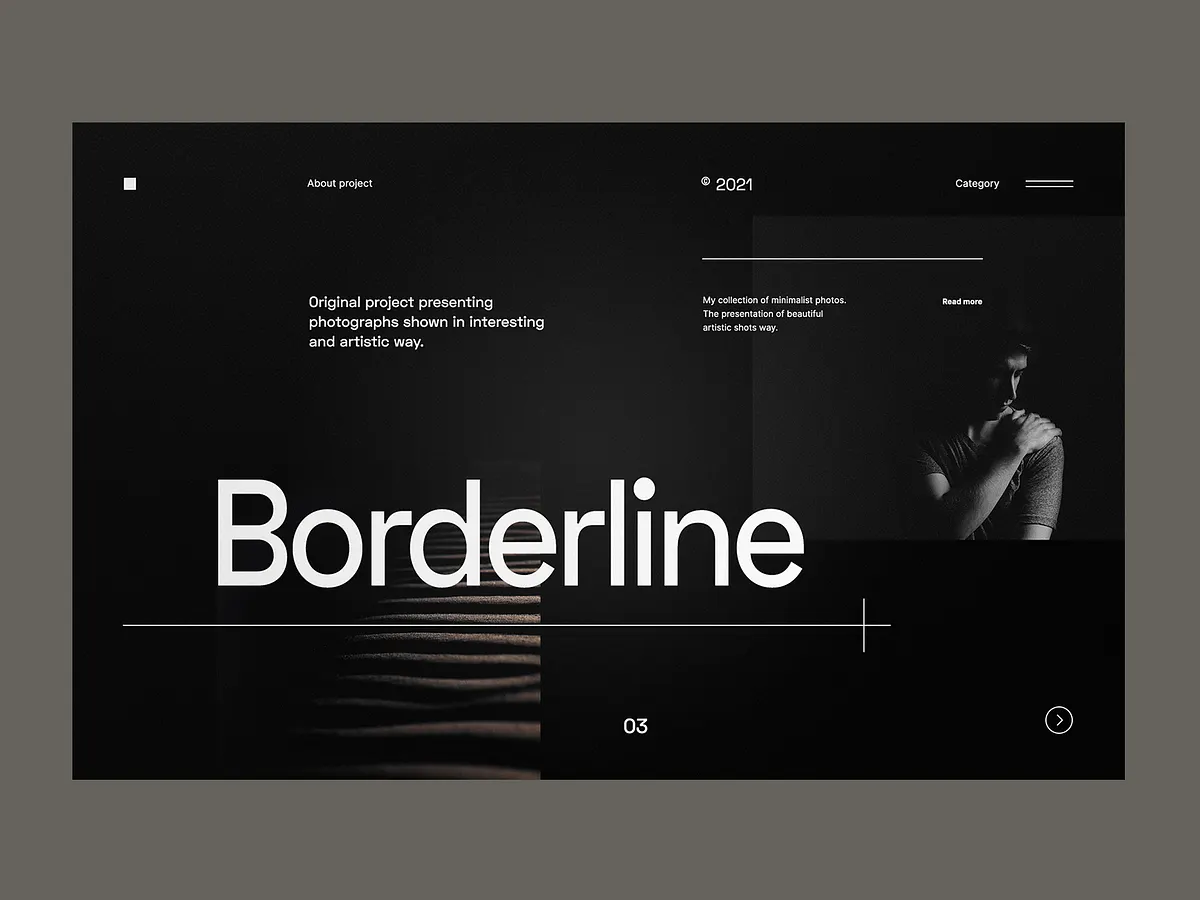 About project
© 2021
Category
Original project presenting
photographs shown in interesting
and artistic way.
My collection of minimalist photos.
The presentation of beautiful
artistic shots way.
Read more
Borderline
03